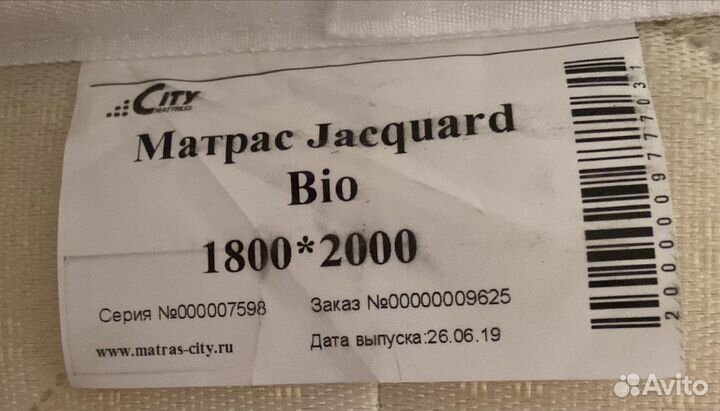 CITY
MATTRESS
Матрас Jacquard
Bio
1800*2000
Серия №000007598
Заказ №00000009625
www.matras-city.ru
Дата выпуска:26.06.19
2000009777031
Avito